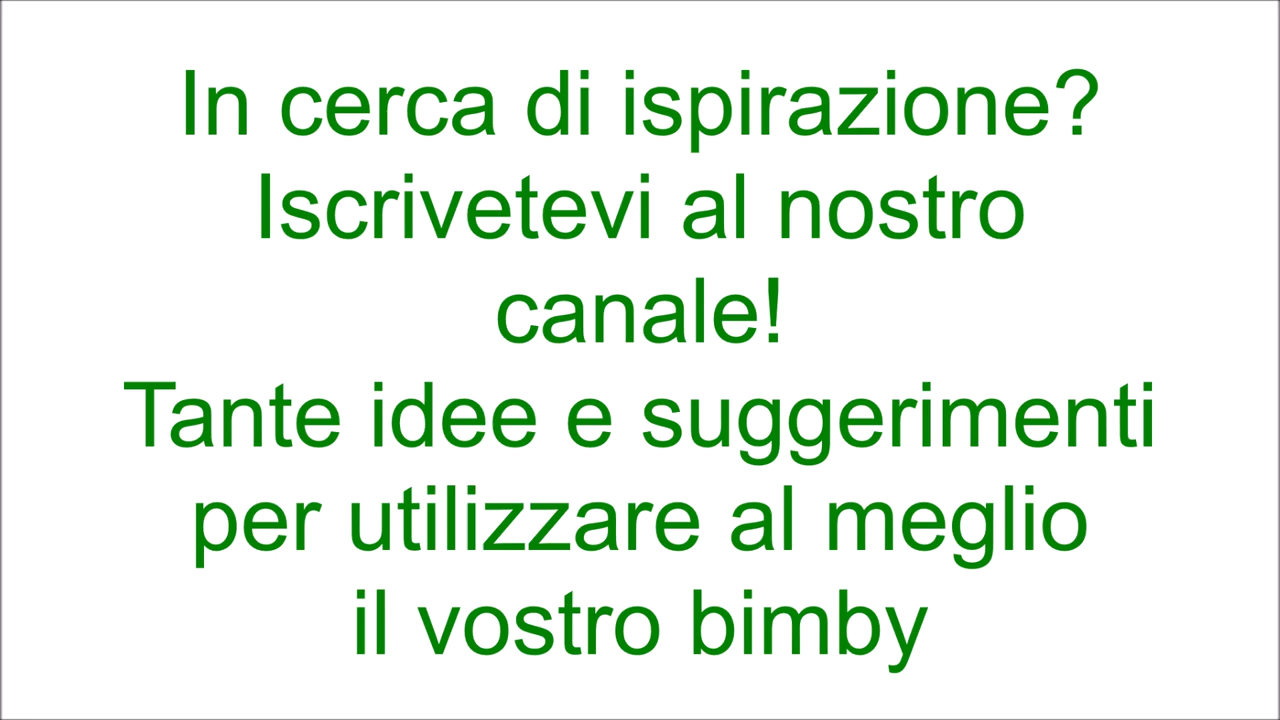 In cerca di ispirazione?
Iscrivetevi al nostro
canale!
Tante idee e suggerimenti
per utilizzare al meglio
il vostro bimby